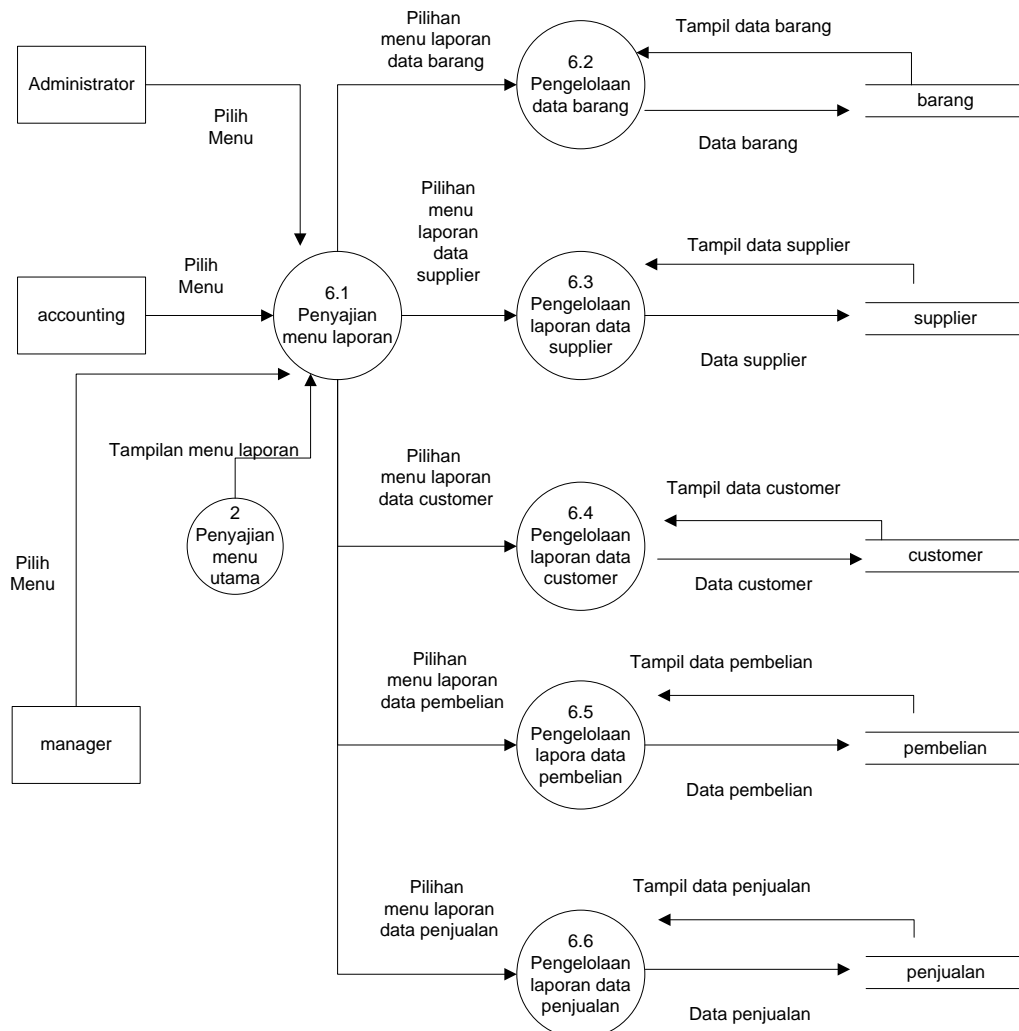 Pilihan
menu laporan
data barang
Tampil data barang
6.2
Pengelolaan
data barang
Administrator
barang
Pilih
Menu
Data barang
Pilihan
menu
laporan
data
supplier
Tampil data supplier
Pilih
Menu
6.1
Penyajian
menu laporan
6.3
Pengelolaan
laporan data
supplier
accounting
supplier
Data supplier
Tampilan menu laporan
Pilihan
menu laporan
data customer
Tampil data customer
2
Penyajian
menu
utama
6.4
Pengelolaan
laporan data
customer
customer
Pilih
Menu
Data customer
Pilihan
menu laporan
data pembelian
Tampil data pembelian
6.5
Pengelolaan
lapora data
pembelian
manager
pembelian
Data pembelian
Pilihan
menu laporan
data penjualan
Tampil data penjualan
6.6
Pengelolaan
laporan data
penjualan
penjualan
Data penjualan